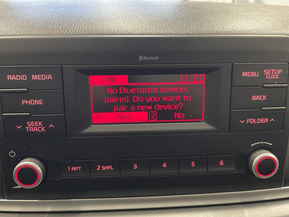 Bluetooth
RADIO MEDIA
MENU SETUP
CLOCK
No Bluetooth devices
paired. Do you want to
pair a new device?
Yes No
PHONE
BACK
SEEK
TRACK
FOLDER
1 RPT 2 SHFL 3 4 5 6